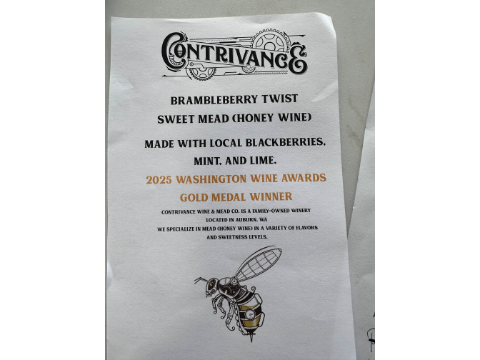 CONTRIVANCE
BRAMBLEBERRY TWIST
SWEET MEAD (HONEY WINE)
MADE WITH LOCAL BLACKBERRIES,
MINT, AND LIME.
2025 WASHINGTON WINE AWARDS
GOLD MEDAL WINNER
CONTRIVANCE WINE & MEAD CO. IS A FAMILY-OWNED WINERY
LOCATED IN AUBURN, WA
WE SPECIALIZE IN MEAD (HONEY WINE) IN A VARIETY OF FLAVORS
AND SWEETNESS LEVELS.